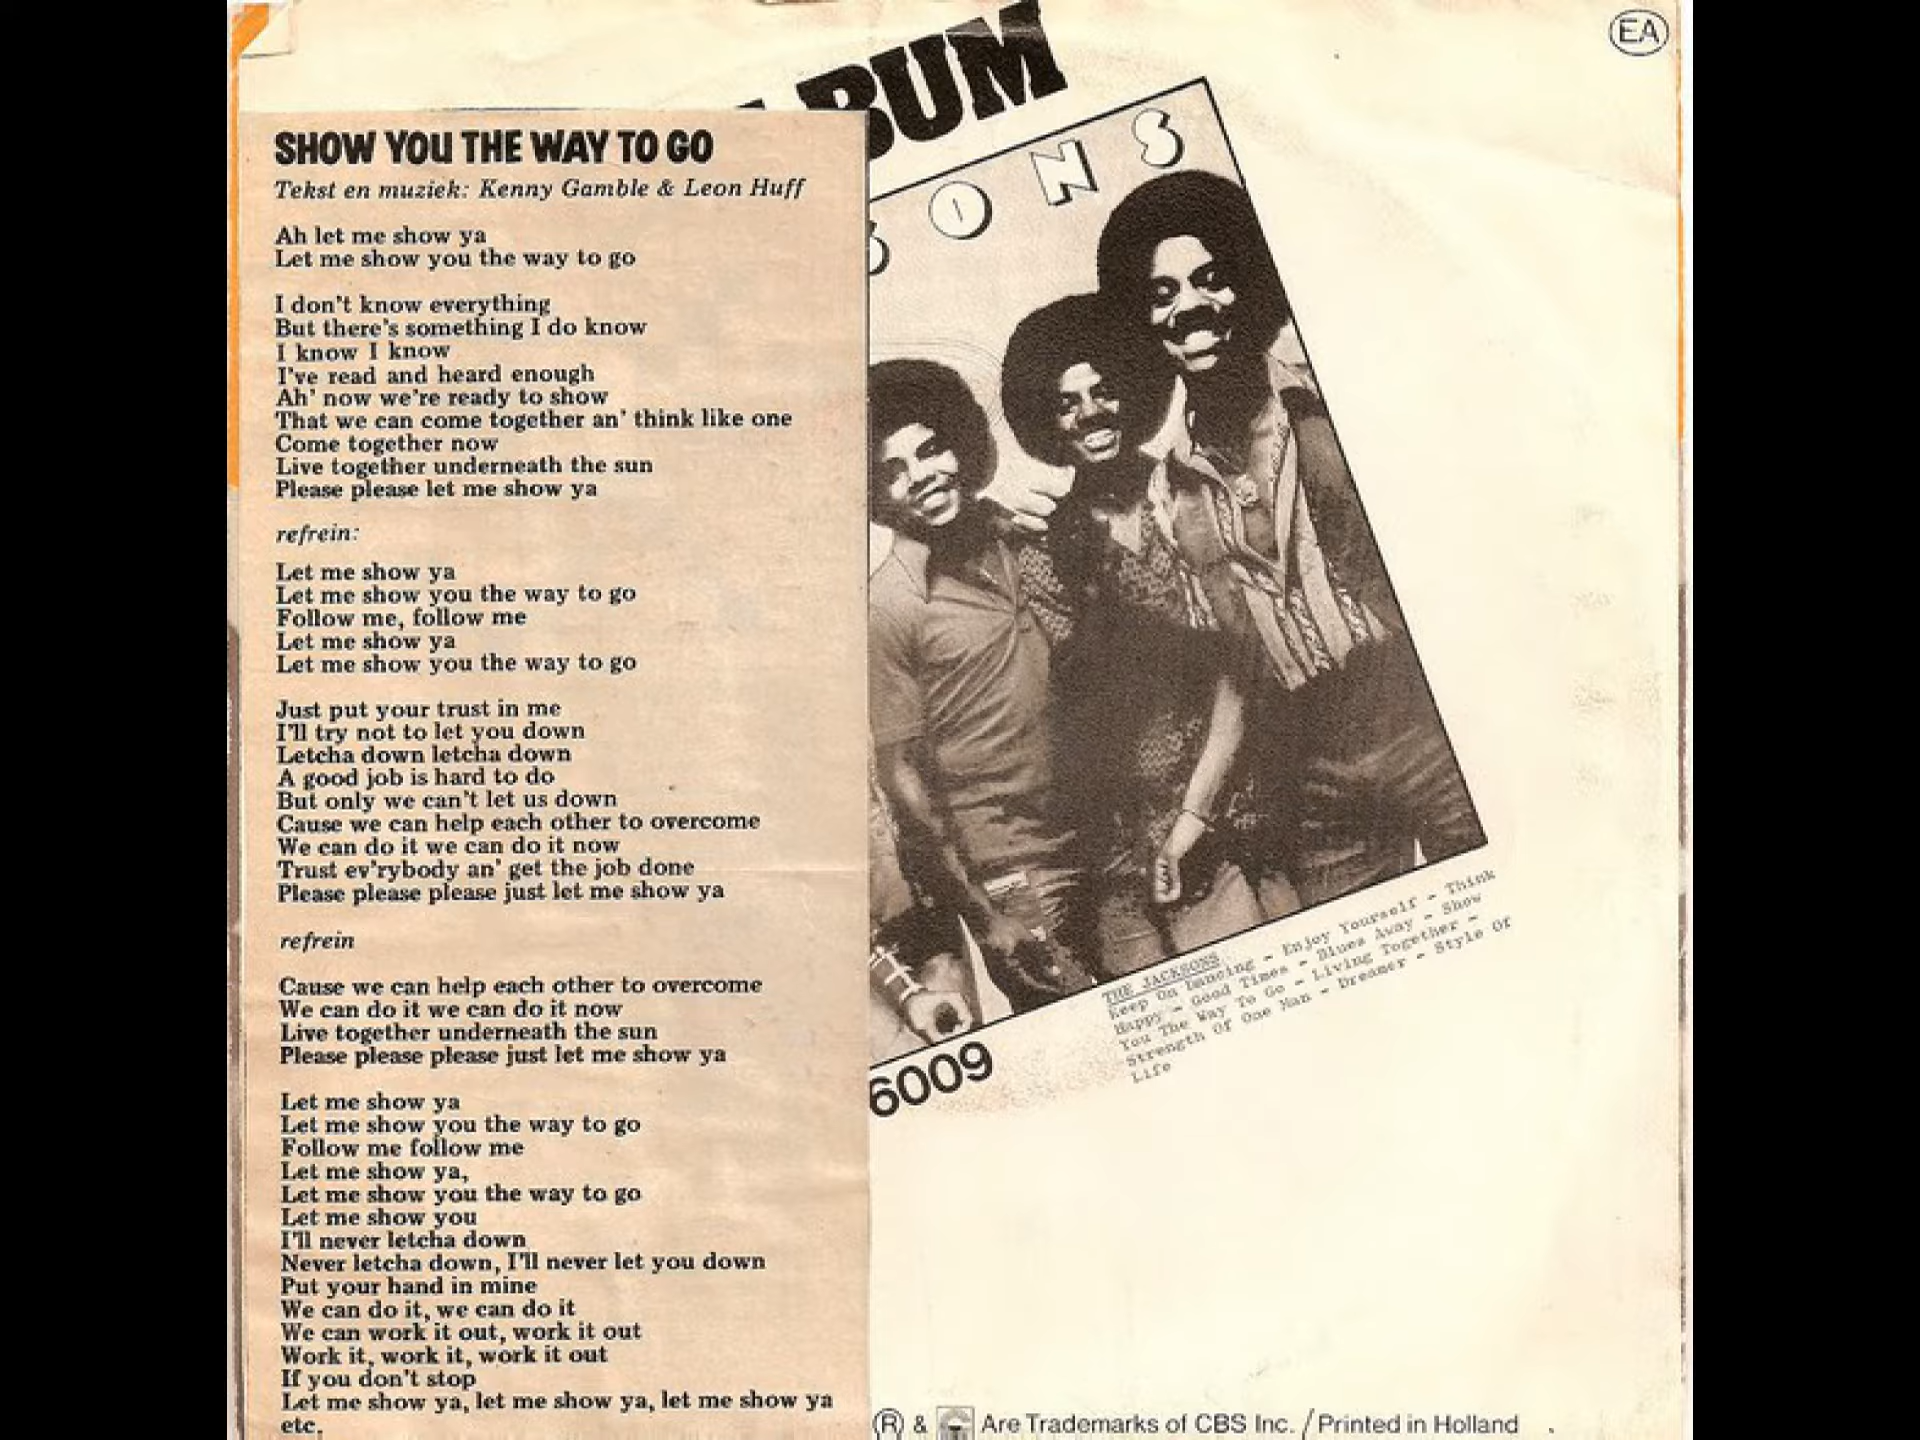 EA
BUM
SONS
SHOW YOU THE WAY TO GO
Tekst en muziek: Kenny Gamble & Leon Huff
Ah let me show ya
Let me show you the way to go
I don't know everything
But there's something I do know
I know I know
I've read and heard enough
Ah' now we're ready to show
That we can come together an' think like one
Come together now
Live together underneath the sun
Please please let me show ya
refrein:
Let me show ya
Let me show you the way to go
Follow me, follow me
Let me show ya
Let me show you the way to go
Just put your trust in me
I'll try not to let you down
Letcha down letcha down
A good job is hard to do
But only we can't let us down
Cause we can help each other to overcome
We can do it we can do it now
Trust ev'rybody an' get the job done
Please please please just let me show ya
refrein
Cause we can help each other to overcome
We can do it we can do it now
Live together underneath the sun
Please please please just let me show ya
Let me show ya
Let me show you the way to go
Follow me follow me
Let me show ya,
Let me show you the way to go
Let me show you
I'll never letcha down
Never letcha down, I'll never let you down
Put your hand in mine
We can do it, we can do it
We can work it out, work it out
Work it, work it, work it out
If you don't stop
Let me show ya, let me show ya, let me show ya
etc.
THE JACKSONS
Keep On Dancing - Enjoy Yourself - Think
Happy - Good Times - Blues Away - Show
You The Way To Go - Living Together -
Strength Of One Man - Dreamer - Style Of
Life
6009
® & Are Trademarks of CBS Inc. / Printed in Holland